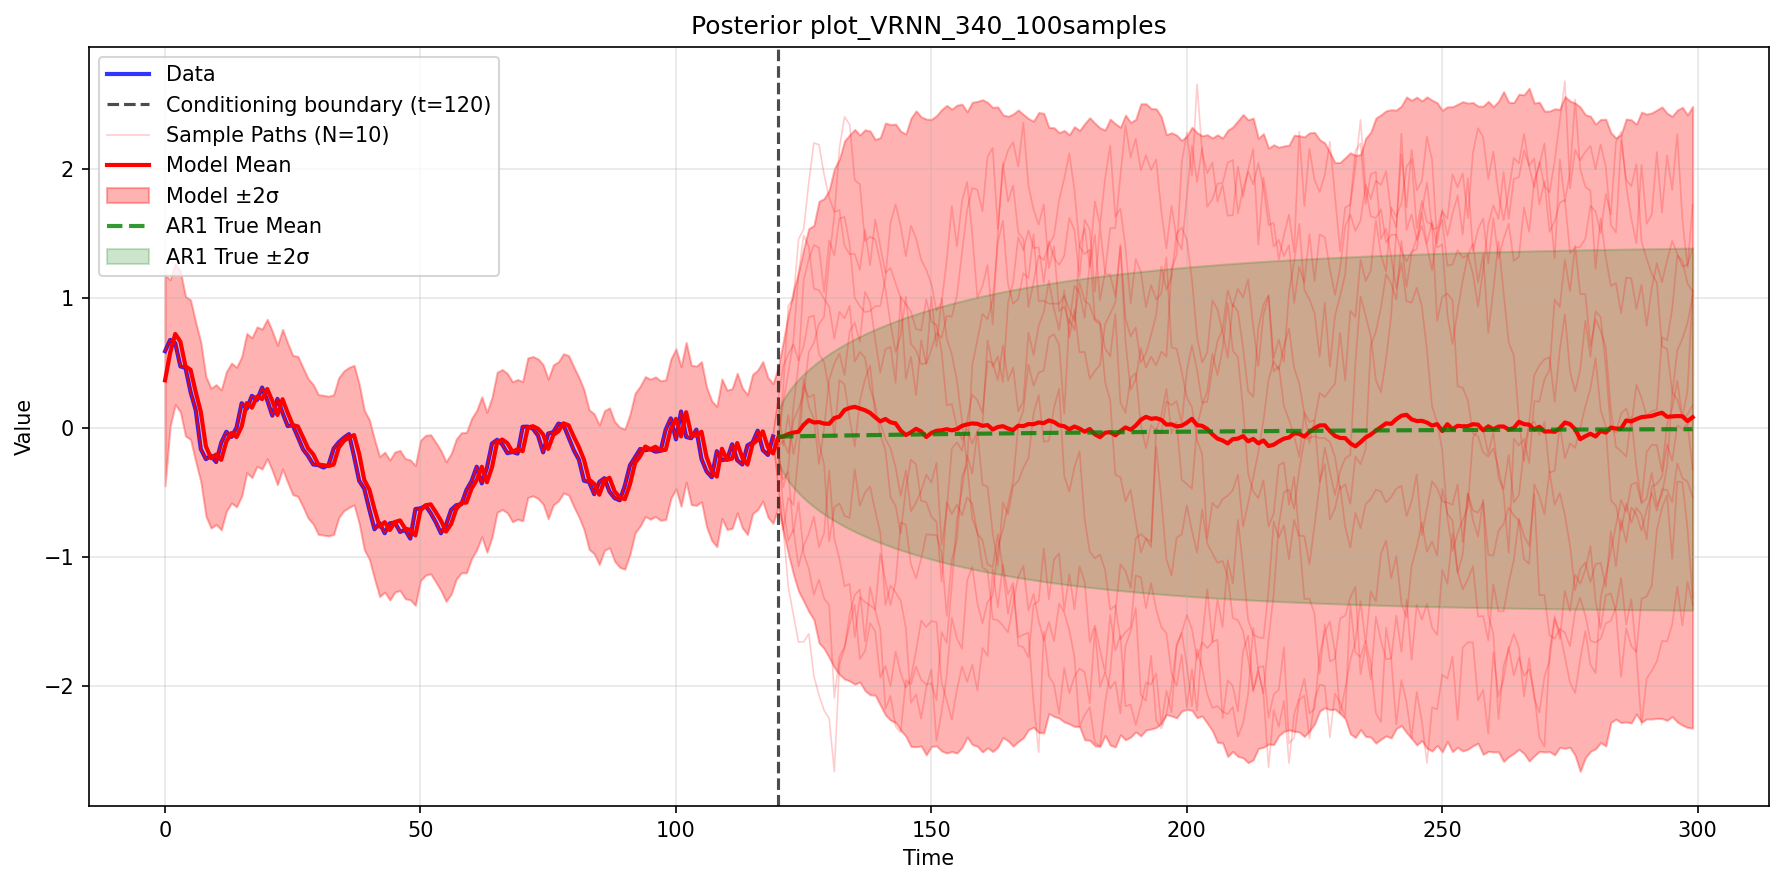 Posterior plot_VRNN_340_100samples
Data
Conditioning boundary (t=120)
Sample Paths (N=10)
Model Mean
Model ±2σ
AR1 True Mean
AR1 True ±2σ
Value
2
1
0
−1
−2
0 50 100 150 200 250 300
Time